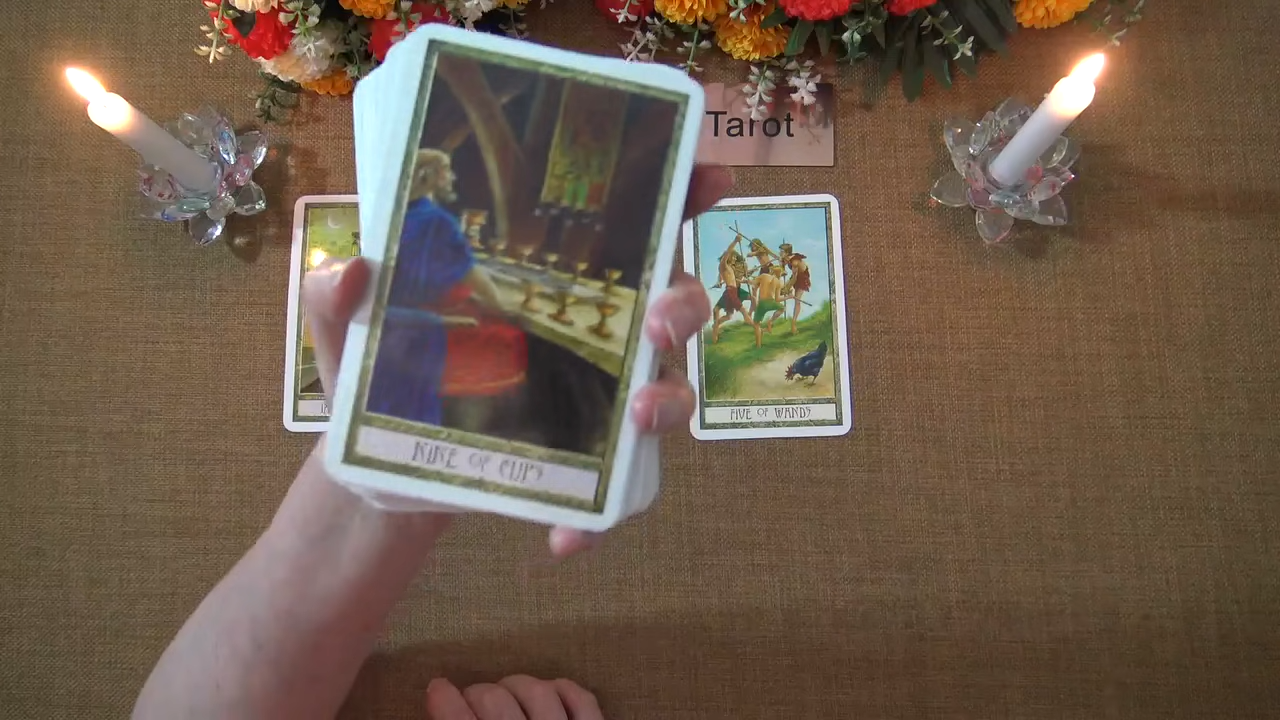 Tarot
FIVE OF WANDS
NINE OF CUPS